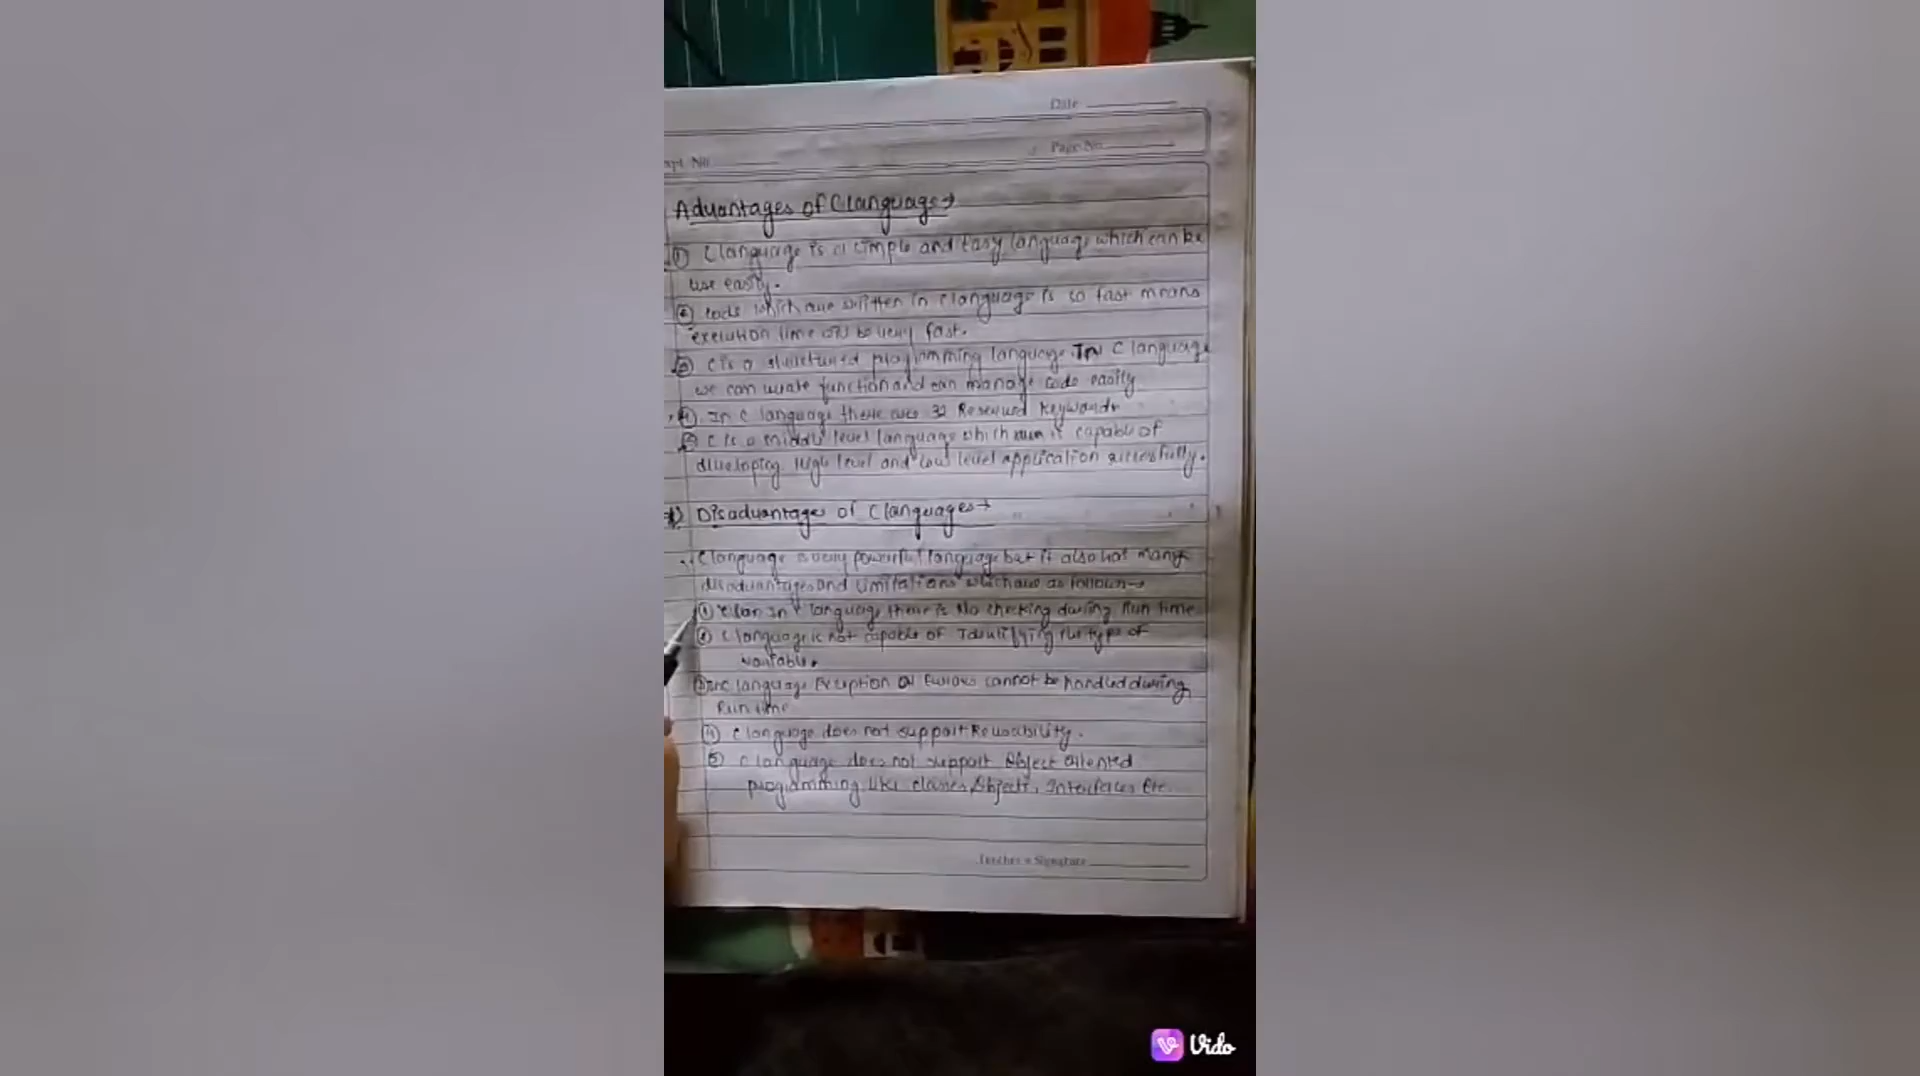 Date
Page No.
Expt. No.
Advantages of C language→
① C language is a simple and Easy language which can be
use easily.
② code which are written in C language is so fast means
execution time will be very fast.
③ C is a structured programming language. In C language
we can create function and can manage code easily
④ In C language there are 32 Reserved Keywords
⑤ C is a middle level language which is capable of
developing high level and low level application successfully.
Disadvantage of C languages→
C language is very powerful language but it also has many
disadvantages and limitations which are as follows→
① In C language there is No checking during Run time
② C language is not capable of Identifying the type of
variable.
③ In C language Exception or Errors cannot be handled during
Run time
④ C language does not support Reusability.
⑤ C language does not support Object oriented
programming like classes, Objects, Interfaces Etc.
Teacher's Signature
Vido